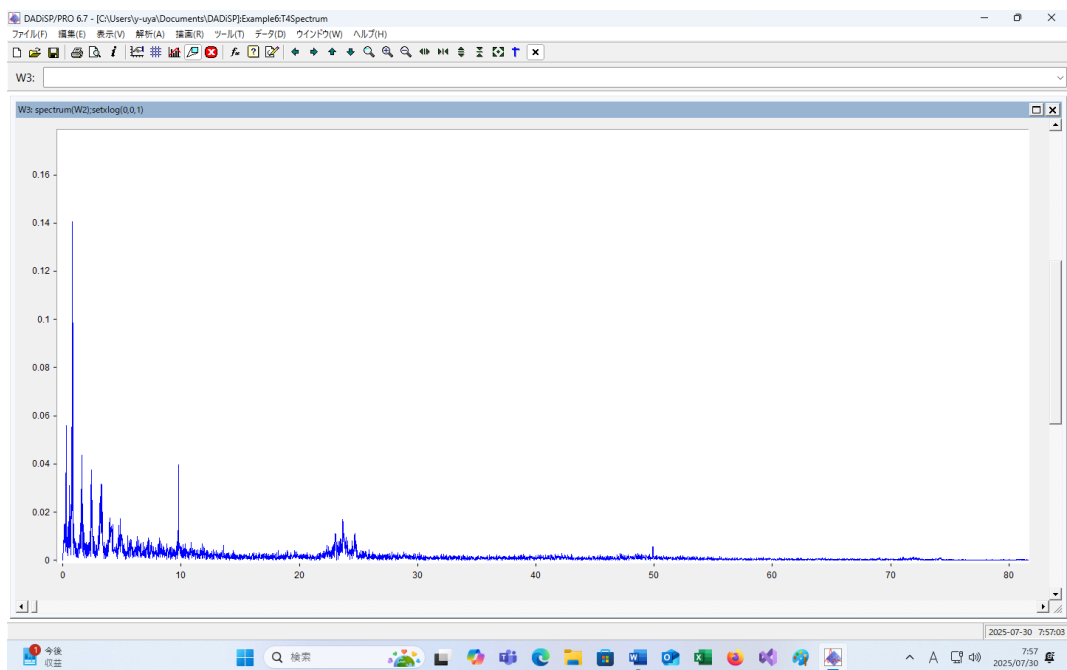 DADiSP/PRO 6.7 - [C:\Users\y-uya\Documents\DADiSP]:Example6:T4Spectrum
ファイル(F) 編集(E) 表示(V) 解析(A) 描画(R) ツール(T) データ(D) ウインドウ(W) ヘルプ(H)
W3:
W3: spectrum(W2);setxlog(0,0,1)
0.16
0.14
0.12
0.1
0.08
0.06
0.04
0.02
0
0 10 20 30 40 50 60 70 80
2025-07-30 7:57:03
1 今後
収益
検索
A
7:57
2025/07/30